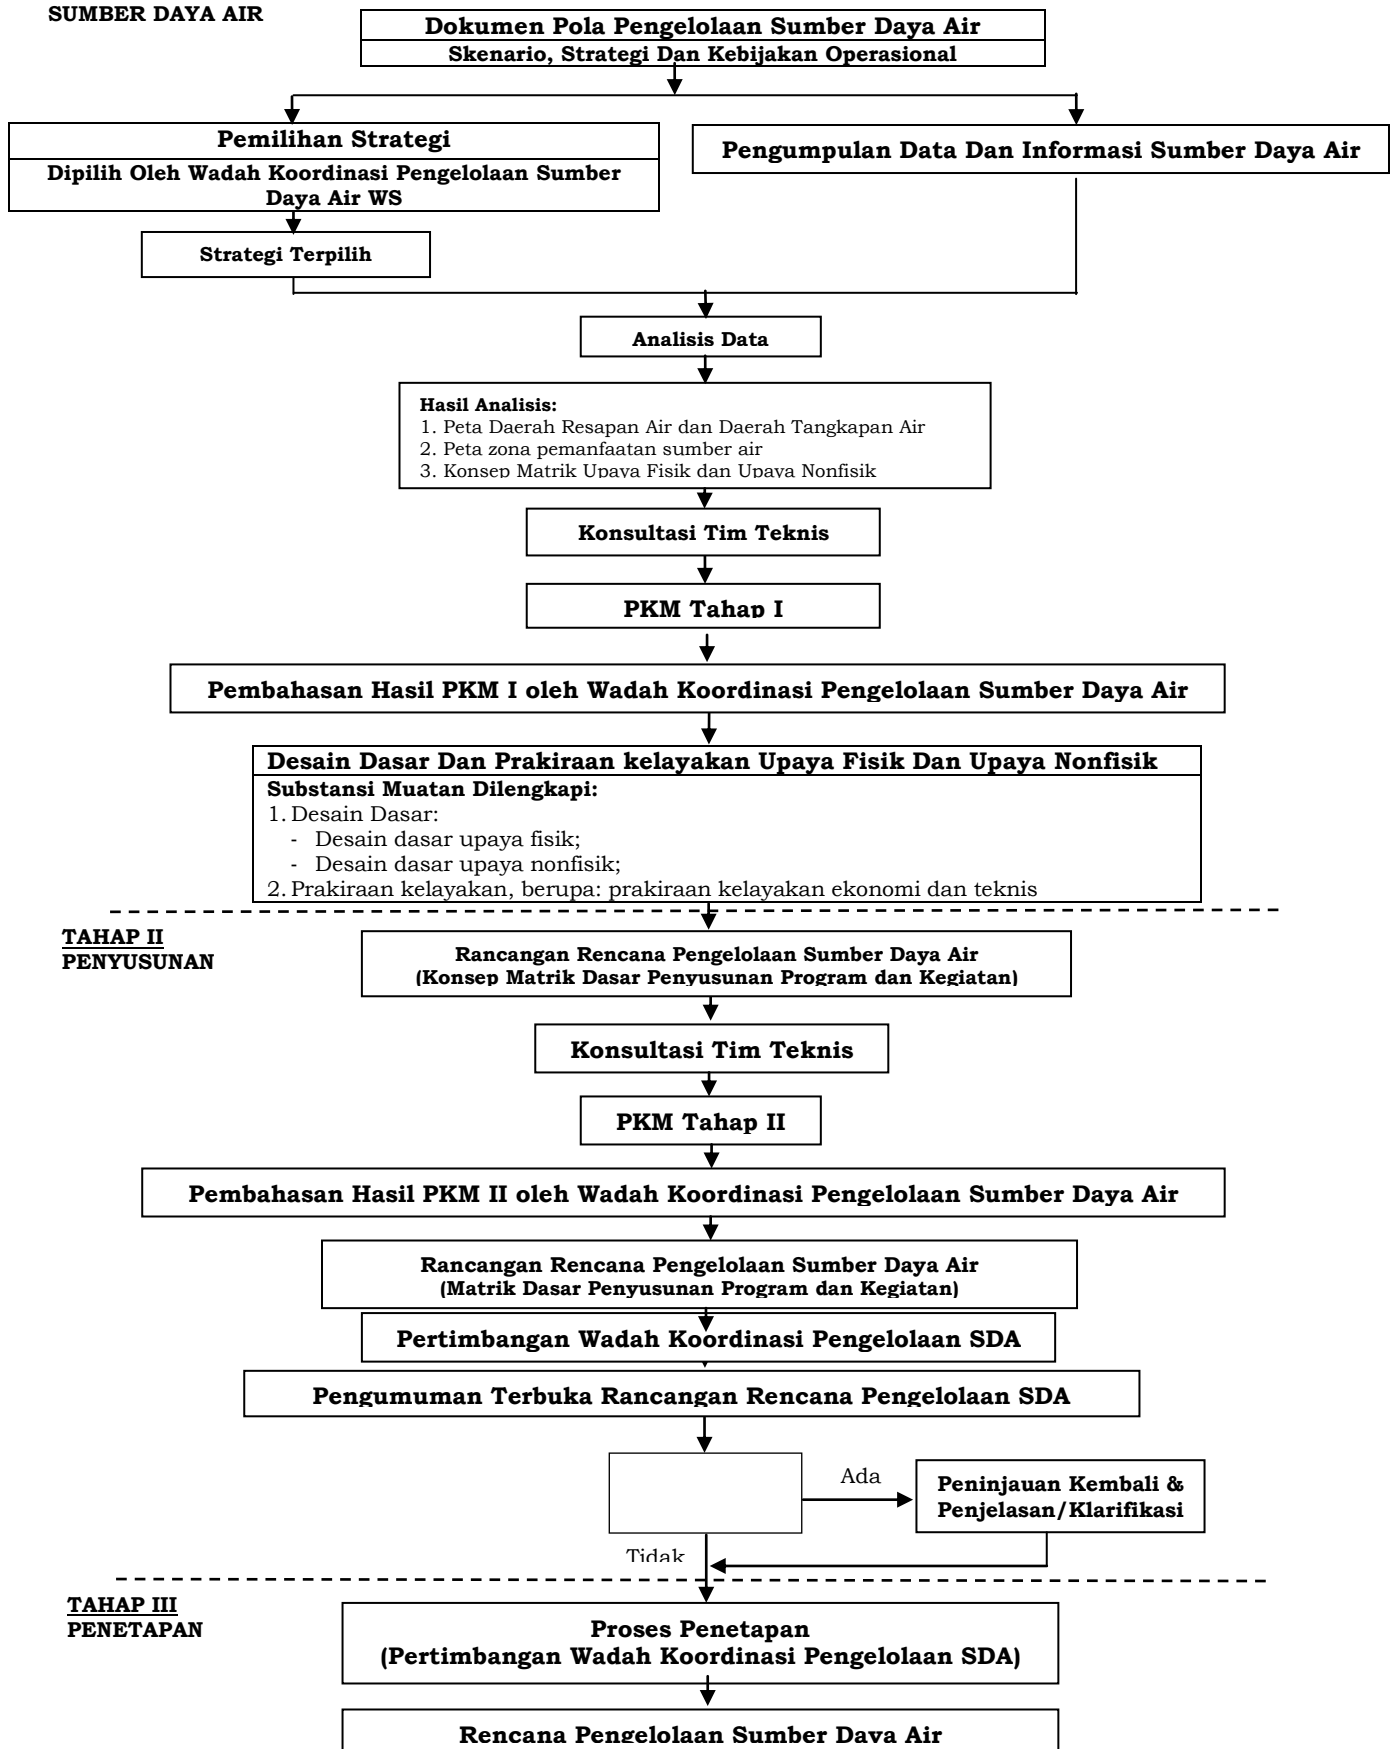 SUMBER DAYA AIR
Dokumen Pola Pengelolaan Sumber Daya Air
Skenario, Strategi Dan Kebijakan Operasional
Pemilihan Strategi
Dipilih Oleh Wadah Koordinasi Pengelolaan Sumber
Daya Air WS
Pengumpulan Data Dan Informasi Sumber Daya Air
Strategi Terpilih
Analisis Data
Hasil Analisis:
1. Peta Daerah Resapan Air dan Daerah Tangkapan Air
2. Peta zona pemanfaatan sumber air
3. Konsep Matrik Upaya Fisik dan Upaya Nonfisik
Konsultasi Tim Teknis
PKM Tahap I
Pembahasan Hasil PKM I oleh Wadah Koordinasi Pengelolaan Sumber Daya Air
Desain Dasar Dan Prakiraan kelayakan Upaya Fisik Dan Upaya Nonfisik
Substansi Muatan Dilengkapi:
1. Desain Dasar:
- Desain dasar upaya fisik;
- Desain dasar upaya nonfisik;
2. Prakiraan kelayakan, berupa: prakiraan kelayakan ekonomi dan teknis
TAHAP II
PENYUSUNAN
Rancangan Rencana Pengelolaan Sumber Daya Air
(Konsep Matrik Dasar Penyusunan Program dan Kegiatan)
Konsultasi Tim Teknis
PKM Tahap II
Pembahasan Hasil PKM II oleh Wadah Koordinasi Pengelolaan Sumber Daya Air
Rancangan Rencana Pengelolaan Sumber Daya Air
(Matrik Dasar Penyusunan Program dan Kegiatan)
Pertimbangan Wadah Koordinasi Pengelolaan SDA
Pengumuman Terbuka Rancangan Rencana Pengelolaan SDA
Ada
Peninjauan Kembali &
Penjelasan/Klarifikasi
Tidak
TAHAP III
PENETAPAN
Proses Penetapan
(Pertimbangan Wadah Koordinasi Pengelolaan SDA)
Rencana Pengelolaan Sumber Daya Air